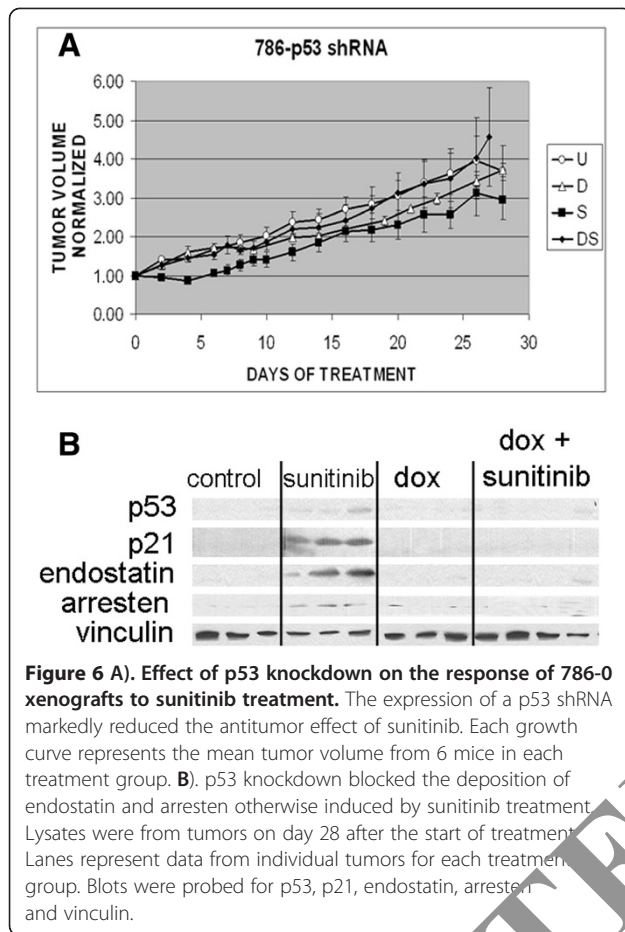 A
786-p53 shRNA
6.00
5.00
4.00
3.00
2.00
1.00
0.00
TUMOR VOLUME
NORMALIZED
U
D
S
DS
0 5 10 15 20 25 30
DAYS OF TREATMENT
B
control sunitinib dox dox + sunitinib
p53
p21
endostatin
arresten
vinculin
Figure 6 A). Effect of p53 knockdown on the response of 786-0
xenografts to sunitinib treatment. The expression of a p53 shRNA
markedly reduced the antitumor effect of sunitinib. Each growth
curve represents the mean tumor volume from 6 mice in each
treatment group. B). p53 knockdown blocked the deposition of
endostatin and arresten otherwise induced by sunitinib treatment.
Lysates were from tumors on day 28 after the start of treatment.
Lanes represent data from individual tumors for each treatment
group. Blots were probed for p53, p21, endostatin, arresten
and vinculin.